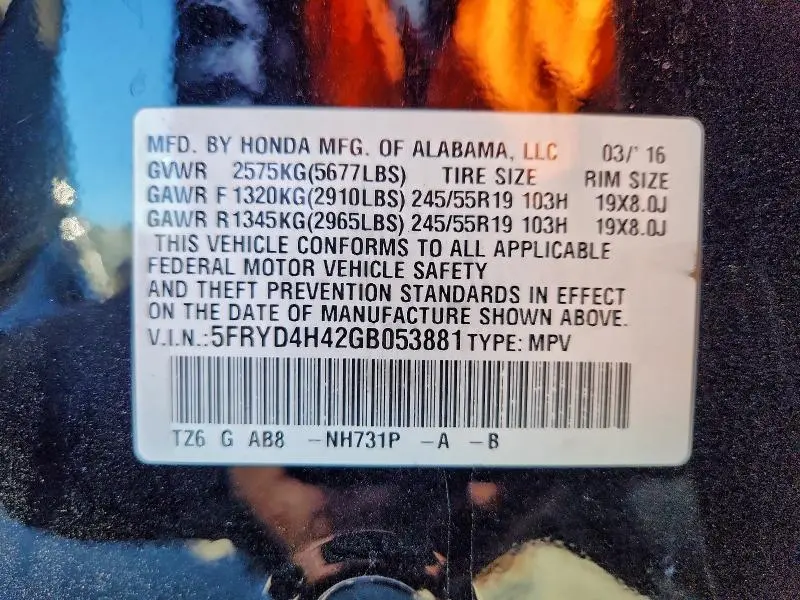 MFD. BY HONDA MFG. OF ALABAMA, LLC 03/'16
GVWR 2575KG(5677LBS) TIRE SIZE RIM SIZE
GAWR F 1320KG(2910LBS) 245/55R19 103H 19X8.0J
GAWR R 1345KG(2965LBS) 245/55R19 103H 19X8.0J
THIS VEHICLE CONFORMS TO ALL APPLICABLE
FEDERAL MOTOR VEHICLE SAFETY
AND THEFT PREVENTION STANDARDS IN EFFECT
ON THE DATE OF MANUFACTURE SHOWN ABOVE.
V.I.N.:5FRYD4H42GB053881 TYPE: MPV
TZ6 G AB8 -NH731P -A -B